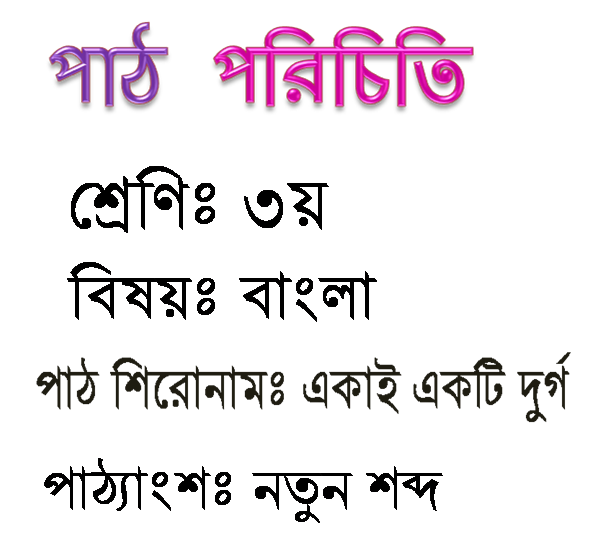 পাঠ পরিচিতি
শ্রেণিঃ ৩য়
বিষয়ঃ বাংলা
পাঠ শিরোনামঃ একাই একটি দুর্গ
পাঠ্যাংশঃ নতুন শব্দ